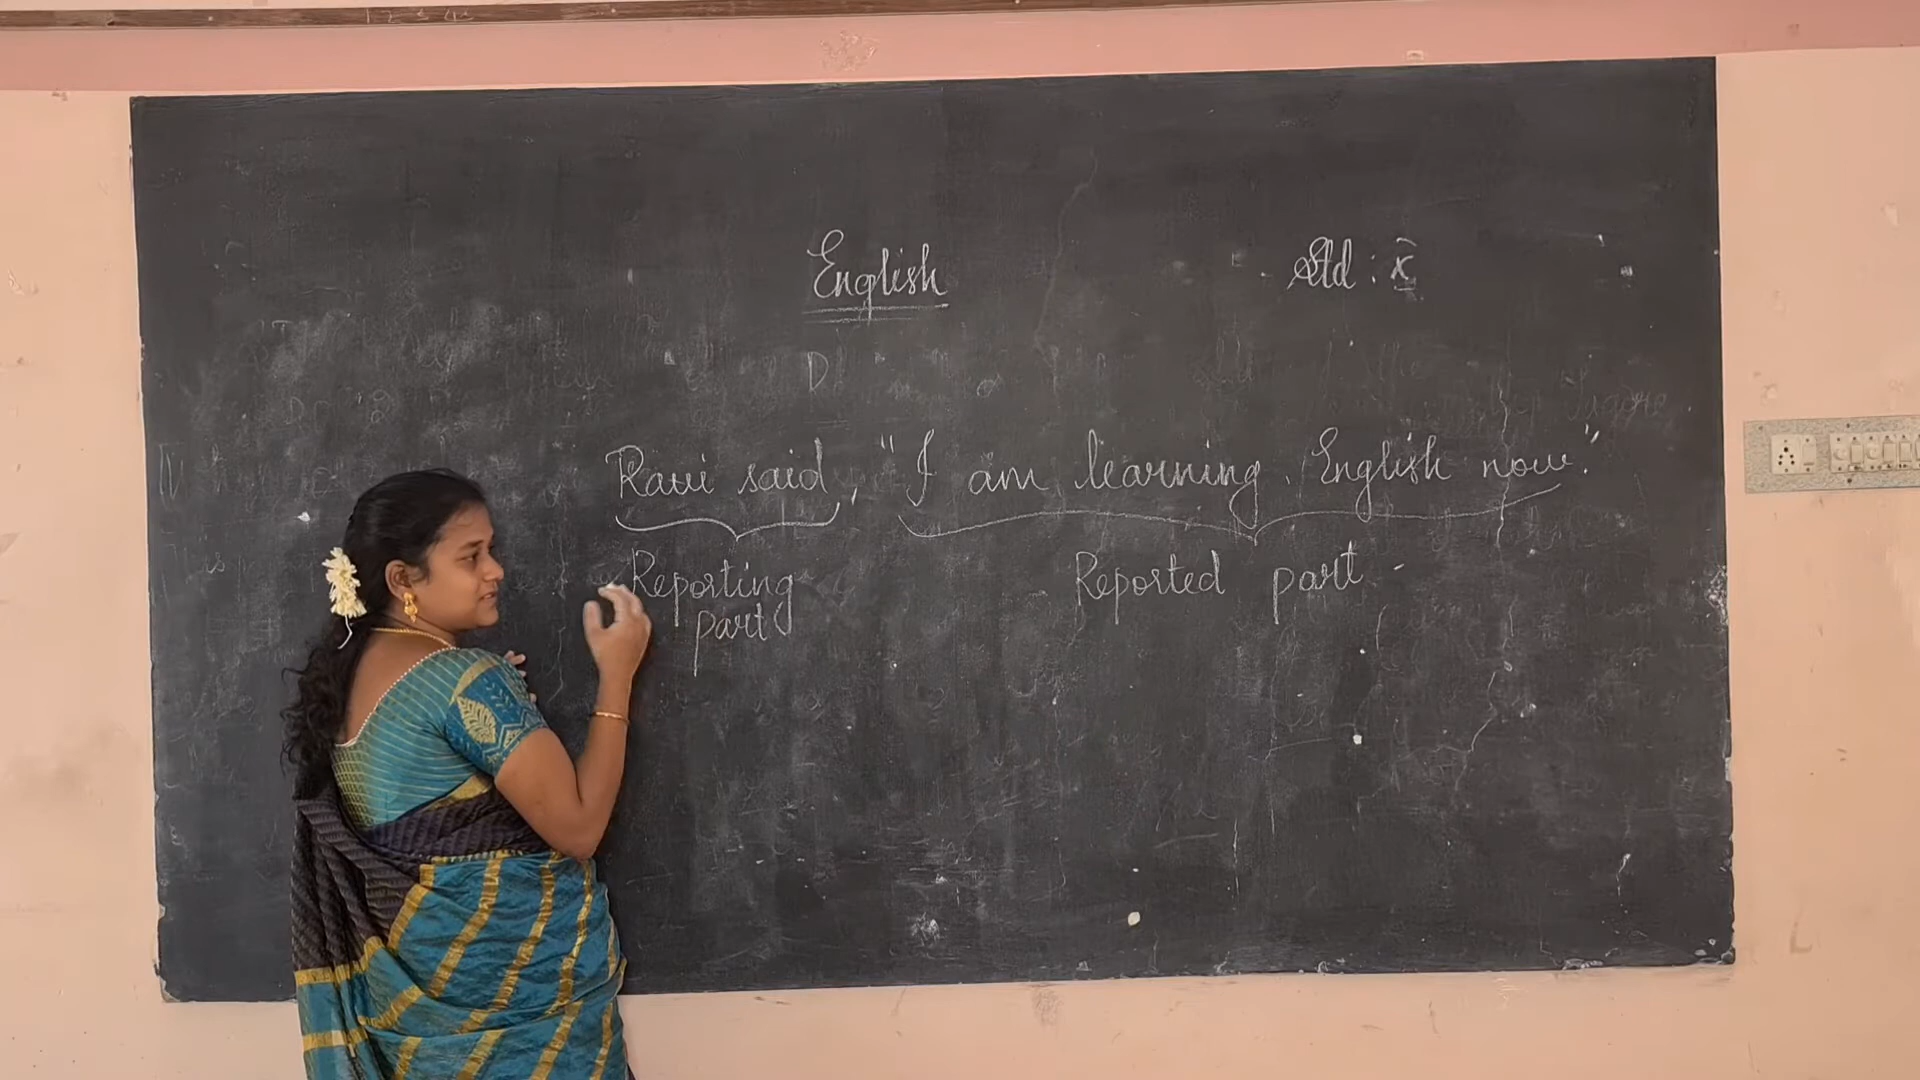 English
Std : X
Ravi said, "I am learning English now."
Reporting part
Reported part